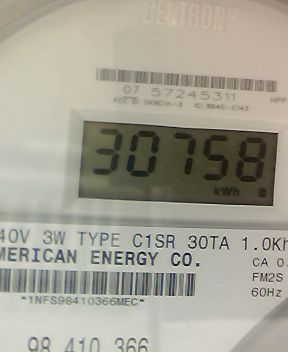 CENTRON®
07 57245311
30758
kWh
40V 3W TYPE C1SR 30TA 1.0Kh
MERICAN ENERGY CO.
CA 0.
FM2S
60Hz
*1NFS98410366MEC*
98 410 366